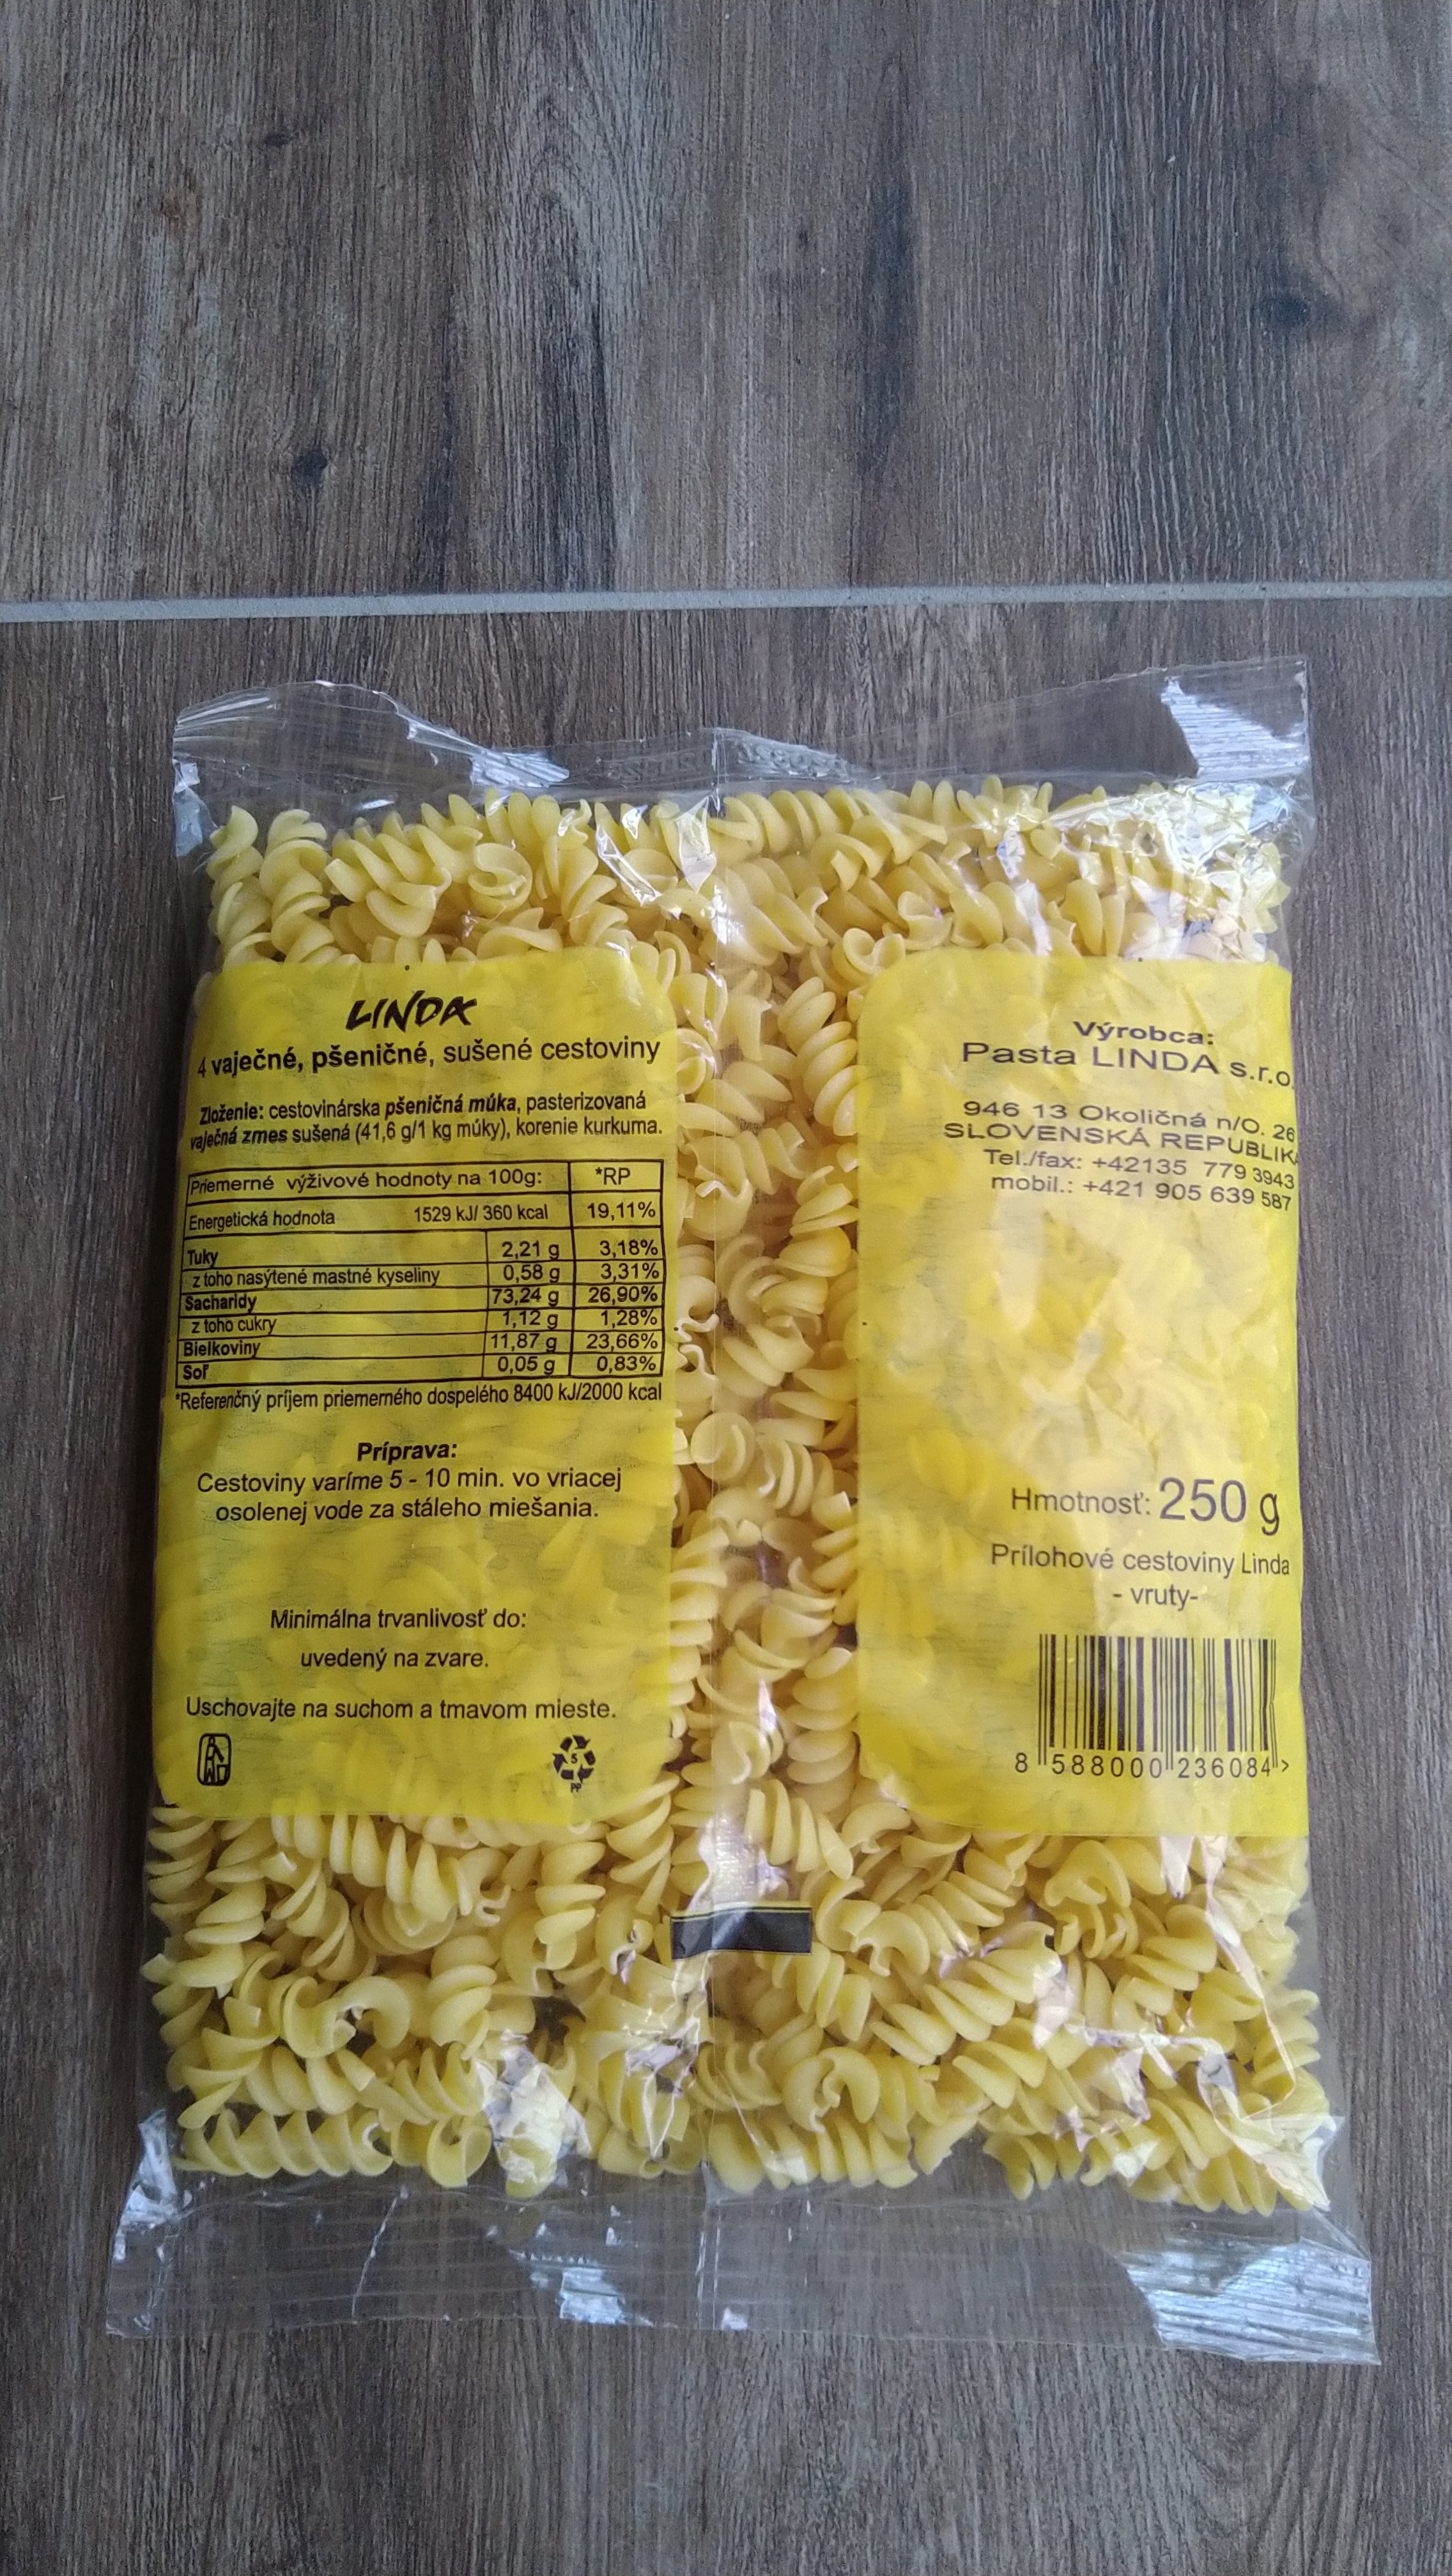 LINDA
4 vaječné, pšeničné, sušené cestoviny
Zloženie: cestovinárska pšeničná múka, pasterizovaná
vaječná zmes sušená (41,6 g/1 kg múky), korenie kurkuma.
Priemerné výživové hodnoty na 100g: *RP
Energetická hodnota 1529 kJ/ 360 kcal 19,11%
Tuky 2,21 g 3,18%
z toho nasýtené mastné kyseliny 0,58 g 3,31%
Sacharidy 73,24 g 26,90%
z toho cukry 1,12 g 1,28%
Bielkoviny 11,87 g 23,66%
Soľ 0,05 g 0,83%
*Referenčný príjem priemerného dospelého 8400 kJ/2000 kcal
Príprava:
Cestoviny varíme 5 - 10 min. vo vriacej
osolenej vode za stáleho miešania.
Minimálna trvanlivosť do:
uvedený na zvare.
Uschovajte na suchom a tmavom mieste.
5
PP
Výrobca:
Pasta LINDA s.r.o
946 13 Okoličná n/O. 26
SLOVENSKÁ REPUBLIK
Tel./fax: +42135 779 3943
mobil.: +421 905 639 587
Hmotnosť: 250 g
Prílohové cestoviny Linda
- vruty-
8 588000 236084 >